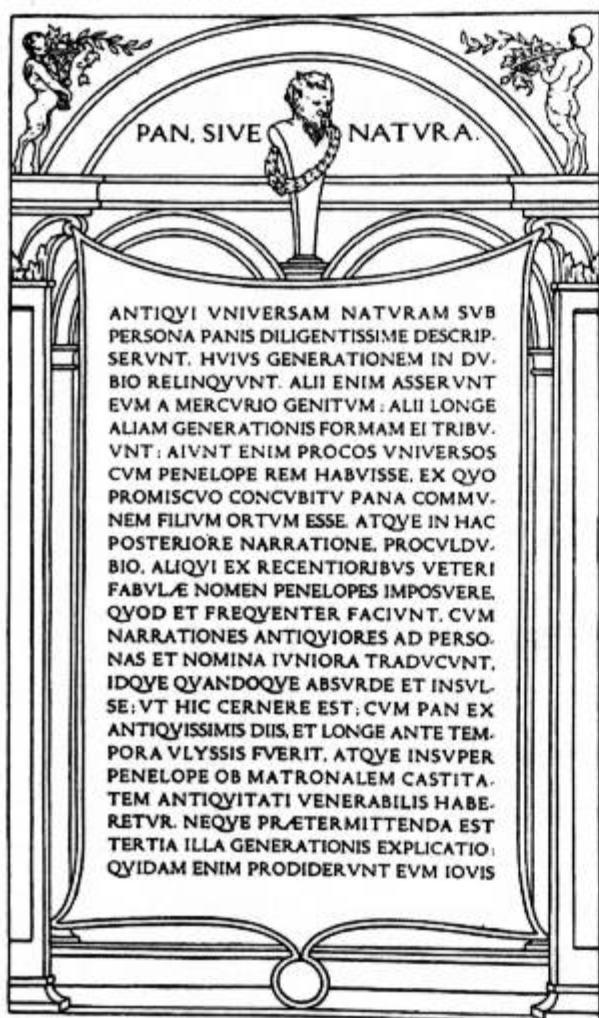 PAN, SIVE NATVRA.
ANTIQVI VNIVERSAM NATVRAM SVB
PERSONA PANIS DILIGENTISSIME DESCRIP-
SERVNT. HVIVS GENERATIONEM IN DV-
BIO RELINQVVNT. ALII ENIM ASSERVNT
EVM A MERCVRIO GENITVM; ALII LONGE
ALIAM GENERATIONIS FORMAM EI TRIBV-
VNT; AIVNT ENIM PROCOS VNIVERSOS
CVM PENELOPE REM HABVISSE, EX QVO
PROMISCVO CONCVBITV PANA COMMV-
NEM FILIVM ORTVM ESSE. ATQVE IN HAC
POSTERIORE NARRATIONE, PROCVLDV-
BIO, ALIQVI EX RECENTIORIBVS VETERI
FABVLÆ NOMEN PENELOPES IMPOSVERE,
QVOD ET FREQVENTER FACIVNT, CVM
NARRATIONES ANTIQVIORES AD PERSO-
NAS ET NOMINA IVNIORA TRADVCVNT,
IDQVE QVANDOQVE ABSVRDE ET INSVL-
SE; VT HIC CERNERE EST; CVM PAN EX
ANTIQVISSIMIS DIIS, ET LONGE ANTE TEM-
PORA VLYSSIS FVERIT, ATQVE INSVPER
PENELOPE OB MATRONALEM CASTITA-
TEM ANTIQVITATI VENERABILIS HABE-
RETVR. NEQVE PRÆTERMITTENDA EST
TERTIA ILLA GENERATIONIS EXPLICATIO;
QVIDAM ENIM PRODIDERVNT EVM IOVIS